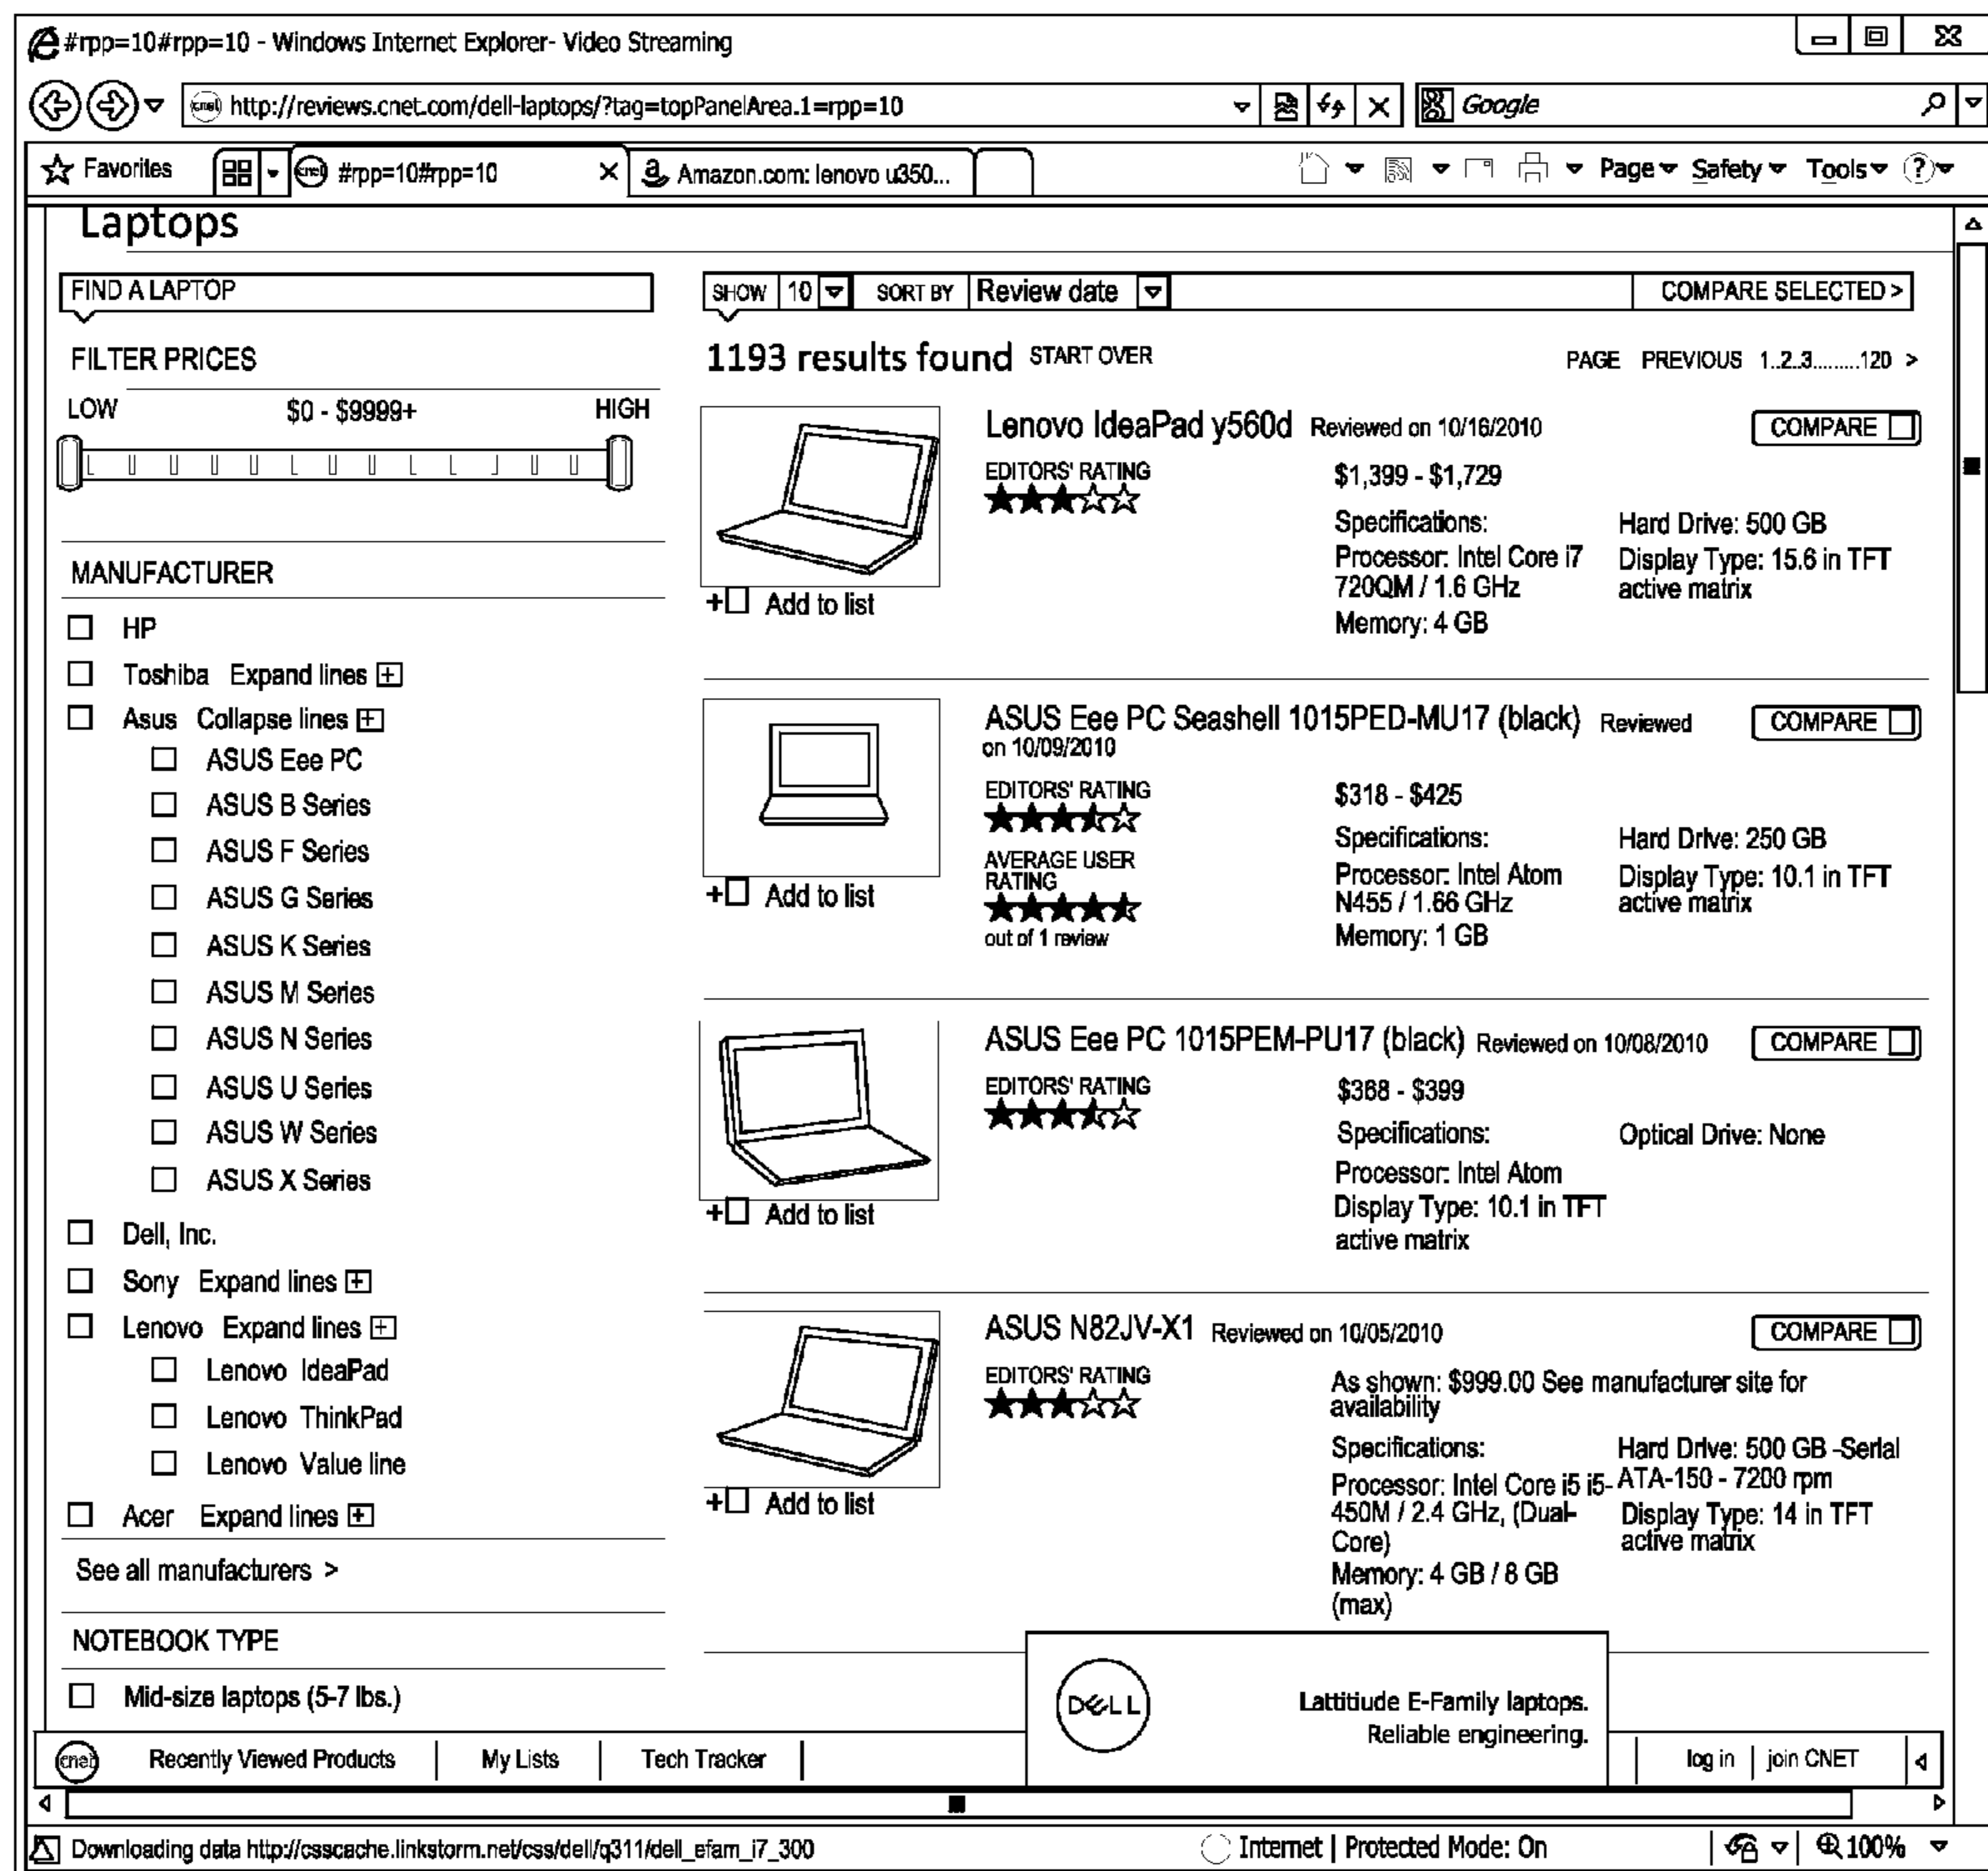 #rpp=10#rpp=10 - Windows Internet Explorer- Video Streaming
cnet http://reviews.cnet.com/dell-laptops/?tag=topPanelArea.1=rpp=10
Google
Favorites
cnet #rpp=10#rpp=10
a Amazon.com: lenovo u350...
Page Safety Tools ?
Laptops
FIND A LAPTOP
FILTER PRICES
LOW $0 - $9999+ HIGH
MANUFACTURER
HP
Toshiba Expand lines +
Asus Collapse lines +
ASUS Eee PC
ASUS B Series
ASUS F Series
ASUS G Series
ASUS K Series
ASUS M Series
ASUS N Series
ASUS U Series
ASUS W Series
ASUS X Series
Dell, Inc.
Sony Expand lines +
Lenovo Expand lines +
Lenovo IdeaPad
Lenovo ThinkPad
Lenovo Value line
Acer Expand lines +
See all manufacturers >
NOTEBOOK TYPE
Mid-size laptops (5-7 lbs.)
SHOW 10 SORT BY Review date COMPARE SELECTED >
1193 results found START OVER PAGE PREVIOUS 1..2..3.........120 >
Lenovo IdeaPad y560d Reviewed on 10/16/2010 COMPARE
EDITORS' RATING
$1,399 - $1,729
Specifications:
Processor: Intel Core i7
720QM / 1.6 GHz
Memory: 4 GB
Hard Drive: 500 GB
Display Type: 15.6 in TFT
active matrix
+ Add to list
ASUS Eee PC Seashell 1015PED-MU17 (black) Reviewed COMPARE
on 10/09/2010
EDITORS' RATING
AVERAGE USER
RATING
out of 1 review
$318 - $425
Specifications:
Processor: Intel Atom
N455 / 1.66 GHz
Memory: 1 GB
Hard Drive: 250 GB
Display Type: 10.1 in TFT
active matrix
+ Add to list
ASUS Eee PC 1015PEM-PU17 (black) Reviewed on 10/08/2010 COMPARE
EDITORS' RATING
$368 - $399
Specifications:
Processor: Intel Atom
Display Type: 10.1 in TFT
active matrix
Optical Drive: None
+ Add to list
ASUS N82JV-X1 Reviewed on 10/05/2010 COMPARE
EDITORS' RATING
As shown: $999.00 See manufacturer site for
availability
Specifications:
Processor: Intel Core i5 i5-
450M / 2.4 GHz, (Dual-
Core)
Memory: 4 GB / 8 GB
(max)
Hard Drive: 500 GB -Serial
ATA-150 - 7200 rpm
Display Type: 14 in TFT
active matrix
+ Add to list
DELL
Lattitiude E-Family laptops.
Reliable engineering.
cnet Recently Viewed Products My Lists Tech Tracker log in join CNET
Downloading data http://csscache.linkstorm.net/css/dell/q311/dell_efam_i7_300
Internet | Protected Mode: On
100%